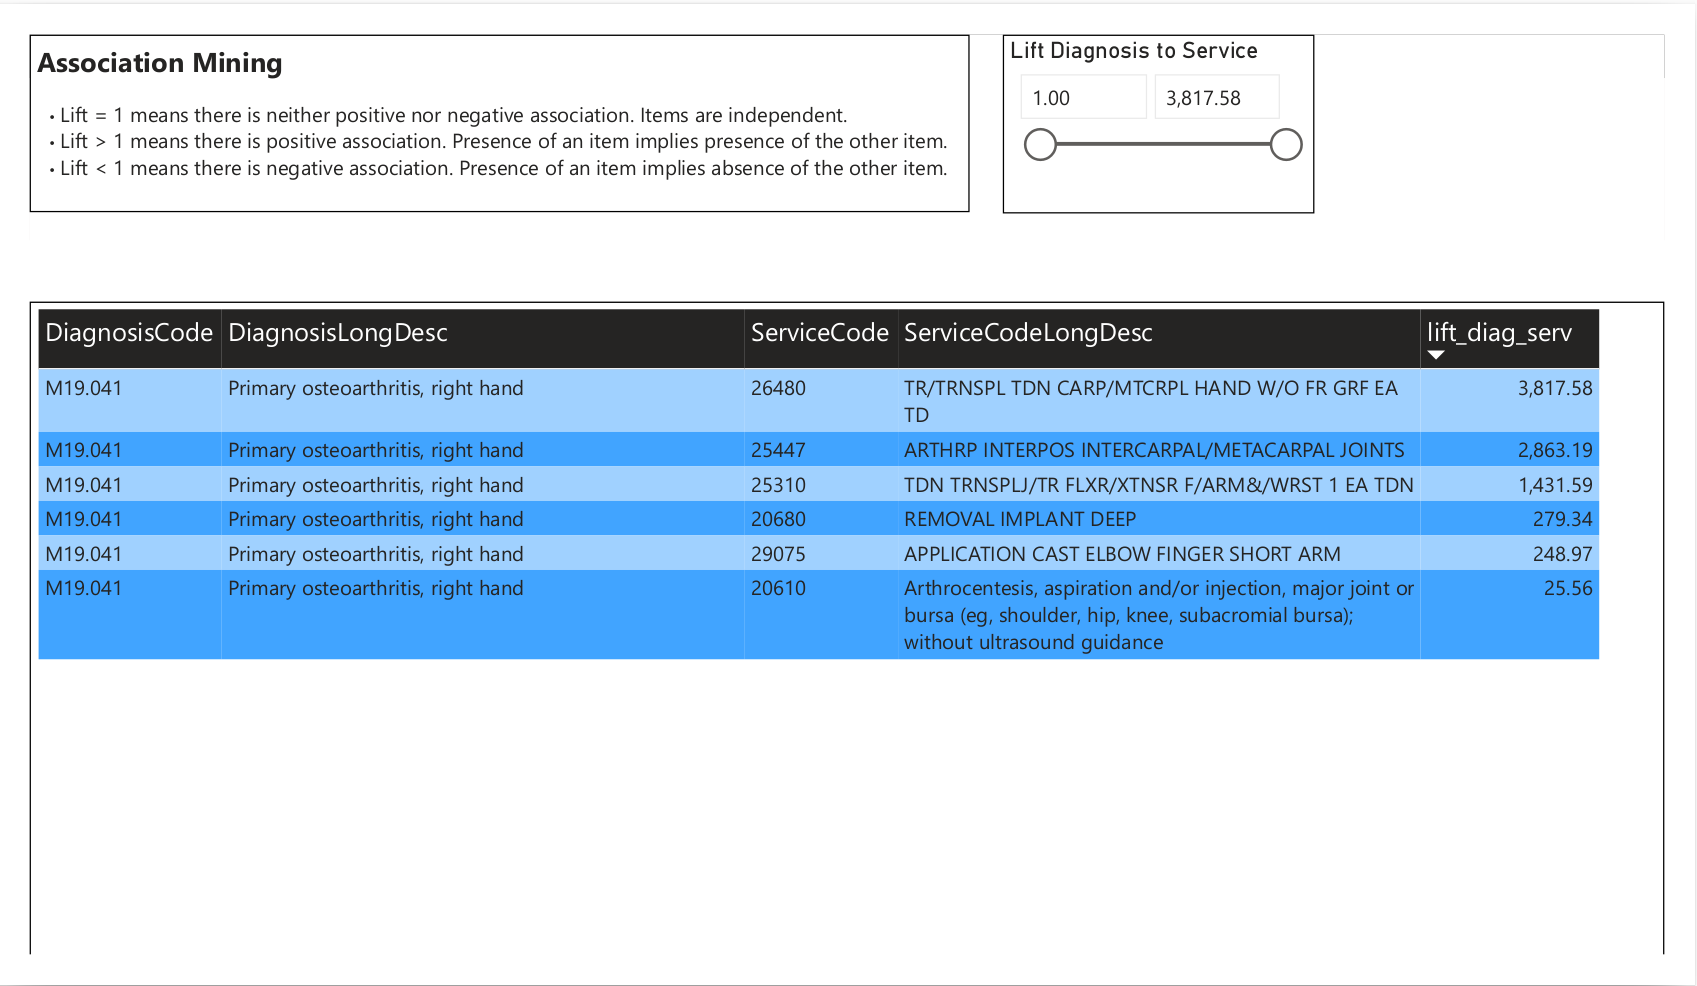 Association Mining
• Lift = 1 means there is neither positive nor negative association. Items are independent.
• Lift > 1 means there is positive association. Presence of an item implies presence of the other item.
• Lift < 1 means there is negative association. Presence of an item implies absence of the other item.
Lift Diagnosis to Service
1.00 3,817.58
DiagnosisCode DiagnosisLongDesc ServiceCode ServiceCodeLongDesc lift_diag_serv
M19.041 Primary osteoarthritis, right hand 26480 TR/TRNSPL TDN CARP/MTCRPL HAND W/O FR GRF EA 3,817.58
TD
M19.041 Primary osteoarthritis, right hand 25447 ARTHRP INTERPOS INTERCARPAL/METACARPAL JOINTS 2,863.19
M19.041 Primary osteoarthritis, right hand 25310 TDN TRNSPLJ/TR FLXR/XTNSR F/ARM&/WRST 1 EA TDN 1,431.59
M19.041 Primary osteoarthritis, right hand 20680 REMOVAL IMPLANT DEEP 279.34
M19.041 Primary osteoarthritis, right hand 29075 APPLICATION CAST ELBOW FINGER SHORT ARM 248.97
M19.041 Primary osteoarthritis, right hand 20610 Arthrocentesis, aspiration and/or injection, major joint or 25.56
bursa (eg, shoulder, hip, knee, subacromial bursa);
without ultrasound guidance